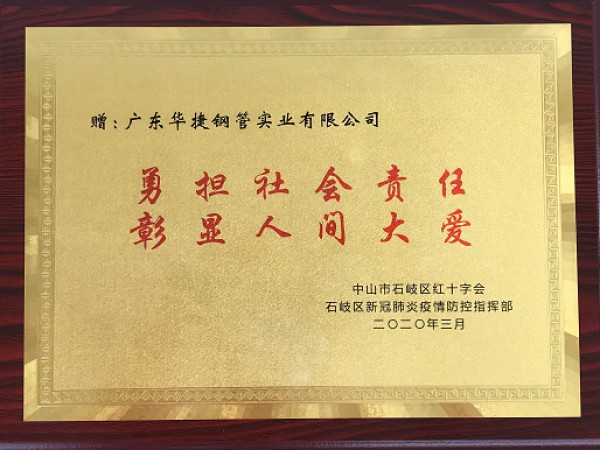 赠：广东华捷钢管实业有限公司
勇担社会责任
彰显人间大爱
中山市石岐区红十字会
石岐区新冠肺炎疫情防控指挥部
二〇二〇年三月